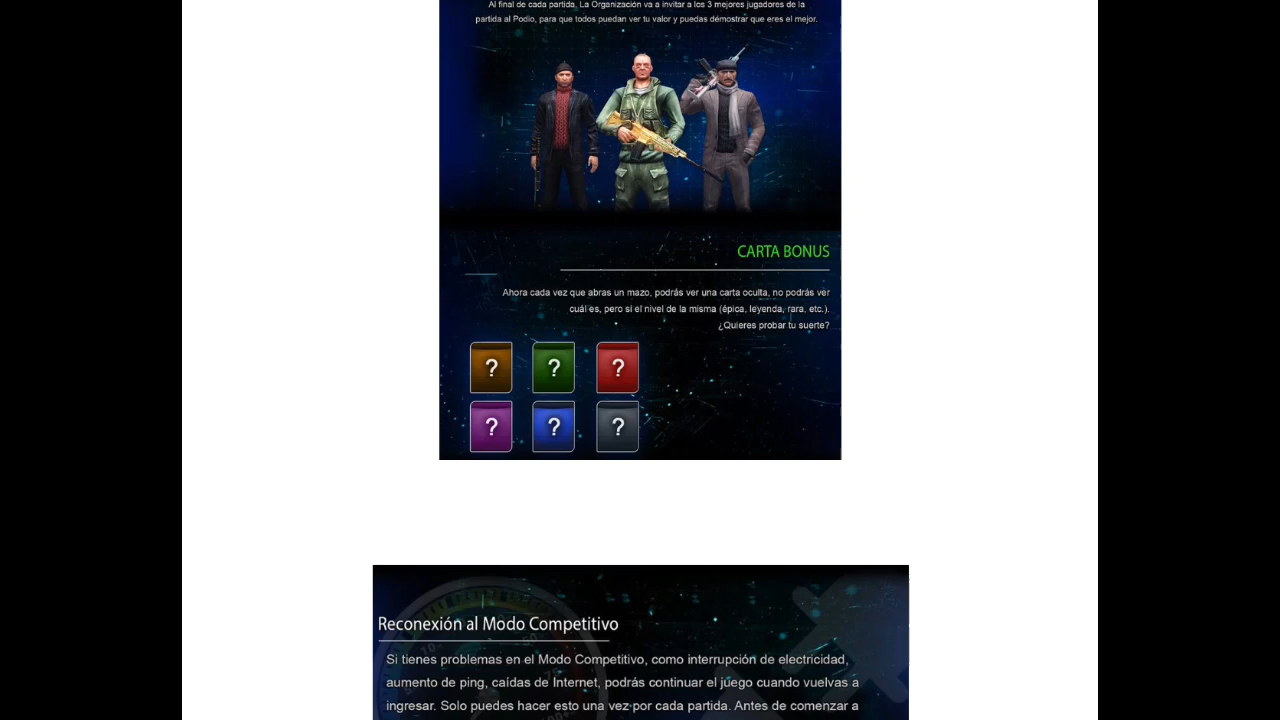 Al final de cada partida, La Organización va a invitar a los 3 mejores jugadores de la
partida al Podio, para que todos puedan ver tu valor y puedas démostrar que eres el mejor.
CARTA BONUS
Ahora cada vez que abras un mazo, podrás ver una carta oculta, no podrás ver
cuál es, pero si el nivel de la misma (épica, leyenda, rara, etc.).
¿Quieres probar tu suerte?
? ? ?
? ? ?
Reconexión al Modo Competitivo
Si tienes problemas en el Modo Competitivo, como interrupción de electricidad,
aumento de ping, caídas de Internet, podrás continuar el juego cuando vuelvas a
ingresar. Solo puedes hacer esto una vez por cada partida. Antes de comenzar a